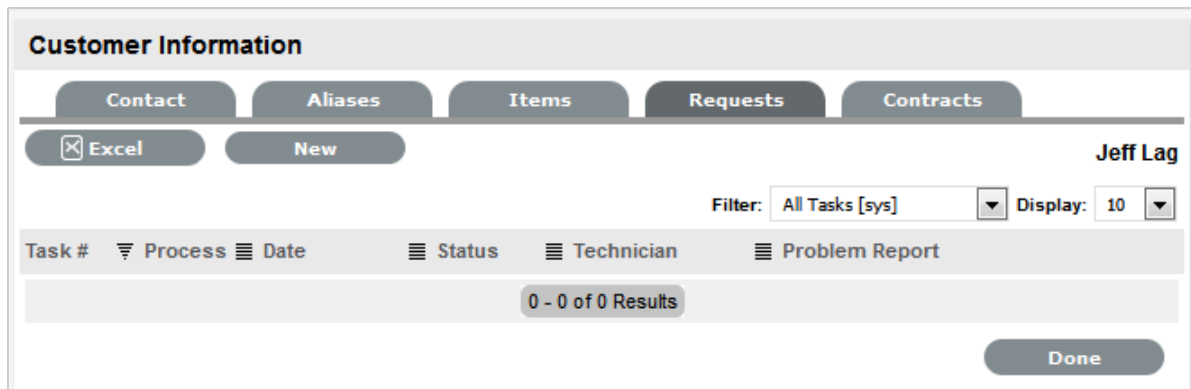 Customer Information
Contact Aliases Items Requests Contracts
Excel New
Jeff Lag
Filter: All Tasks [sys] Display: 10
Task # Process Date Status Technician Problem Report
0 - 0 of 0 Results
Done